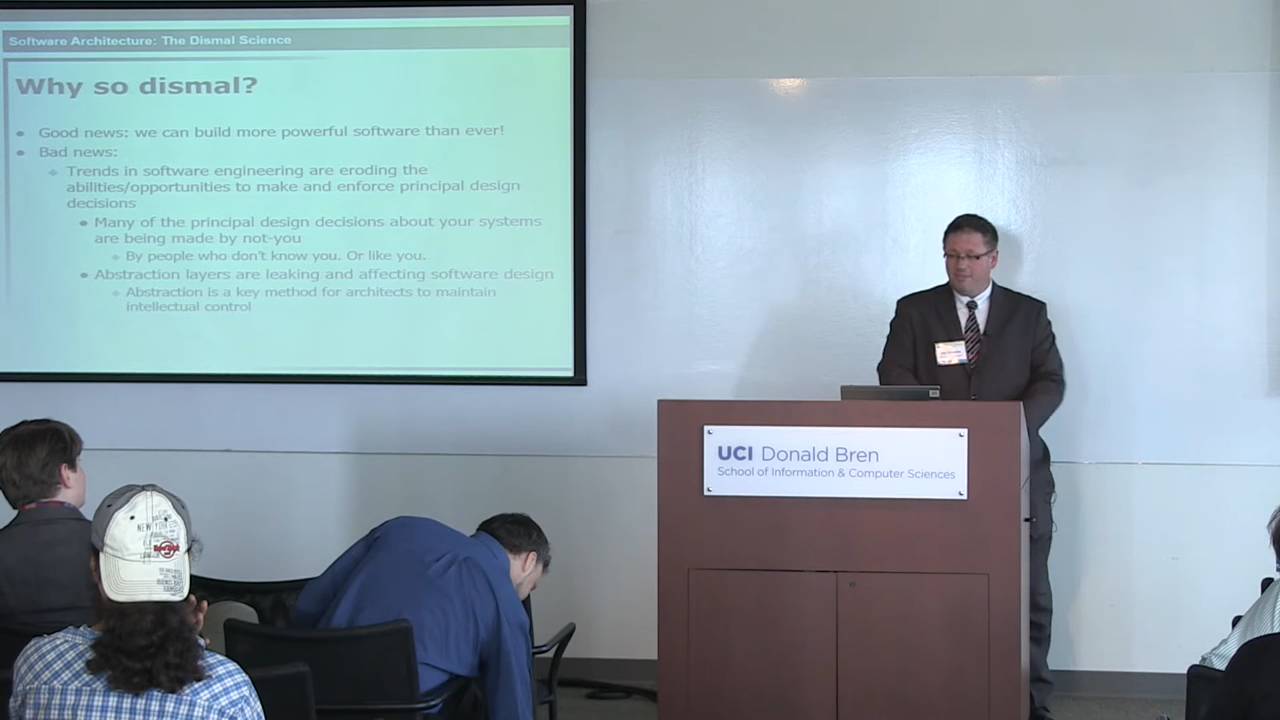 Software Architecture: The Dismal Science
Why so dismal?
Good news: we can build more powerful software than ever!
Bad news:
Trends in software engineering are eroding the
abilities/opportunities to make and enforce principal design
decisions
Many of the principal design decisions about your systems
are being made by not-you
By people who don't know you. Or like you.
Abstraction layers are leaking and affecting software design
Abstraction is a key method for architects to maintain
intellectual control
UCI Donald Bren
School of Information & Computer Sciences
NEW YORK
Hard Rock